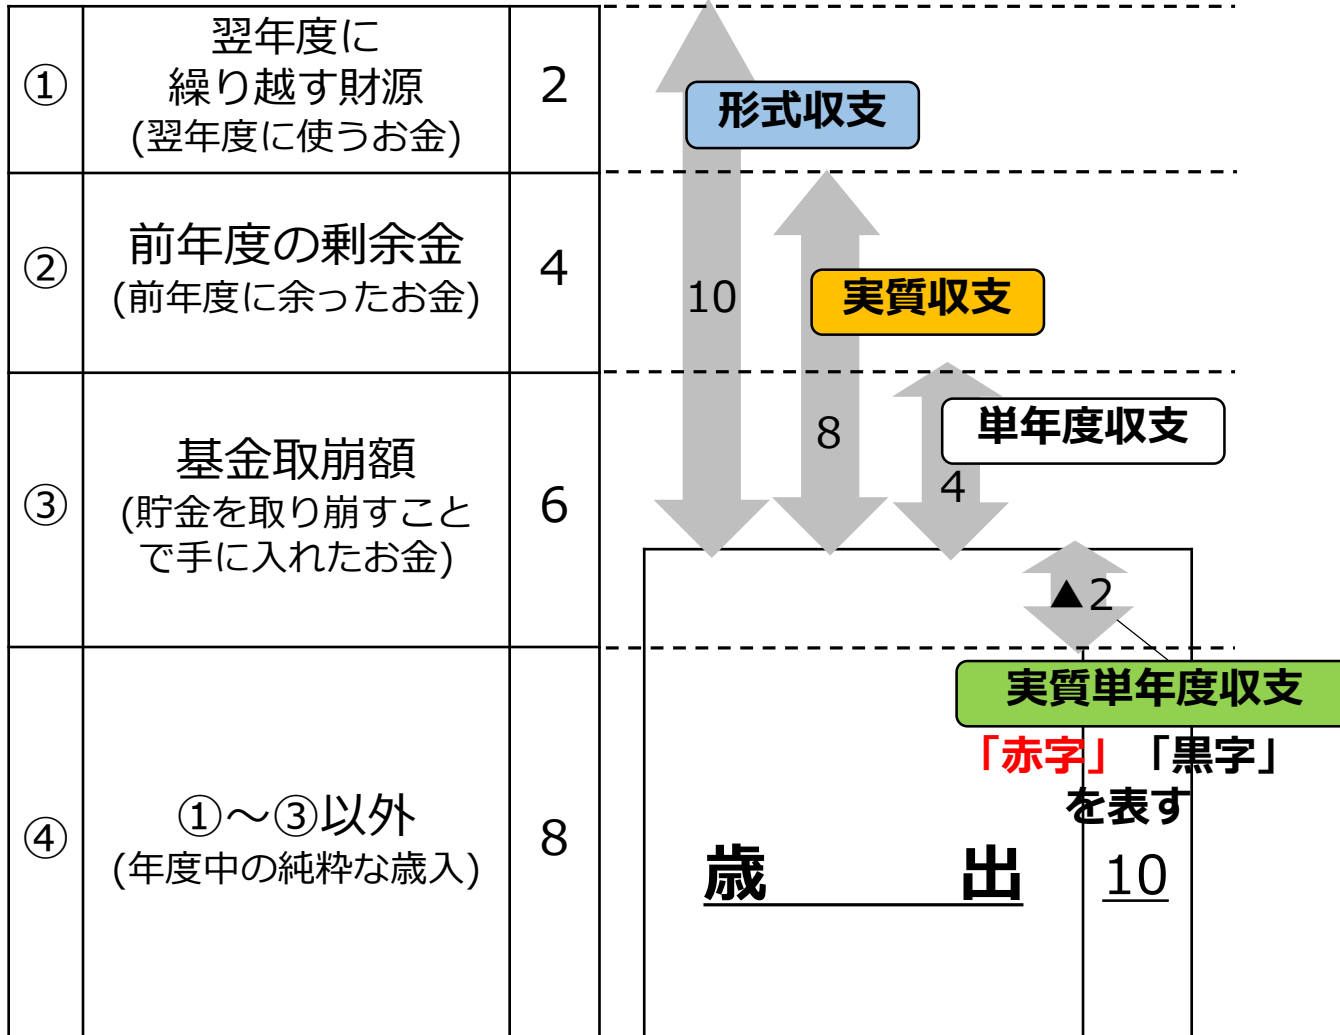 ①
翌年度に
繰り越す財源
(翌年度に使うお金)
2
②
前年度の剰余金
(前年度に余ったお金)
4
③
基金取崩額
(貯金を取り崩すこと
で手に入れたお金)
6
④
①～③以外
(年度中の純粋な歳入)
8
形式収支
10
実質収支
8
単年度収支
4
▲2
実質単年度収支
「赤字」「黒字」
を表す
歳　出
10